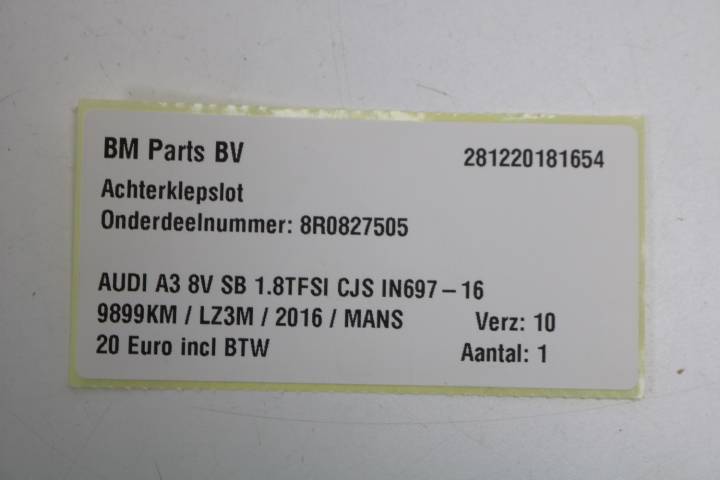 BM Parts BV 281220181654
Achterklepslot
Onderdeelnummer: 8R0827505
AUDI A3 8V SB 1.8TFSI CJS IN697-16
9899KM / LZ3M / 2016 / MANS Verz: 10
20 Euro incl BTW Aantal: 1